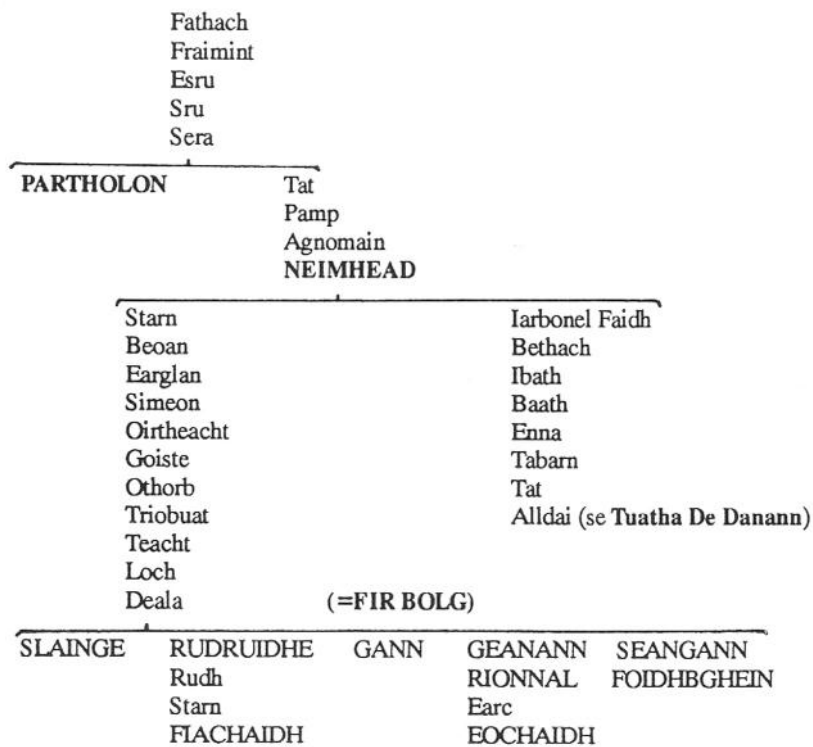 Fathach
Fraimint
Esru
Sru
Sera
PARTHOLON Tat
Pamp
Agnomain
NEIMHEAD
Starn Iarbonel Faidh
Beoan Bethach
Earglan Ibath
Simeon Baath
Oirtheacht Enna
Goiste Tabarn
Othorb Tat
Triobuat Alldai (se Tuatha De Danann)
Teacht
Loch
Deala (=FIR BOLG)
SLAINGE RUDRUIDHE GANN GEANANN SEANGANN
Rudh RIONNAL FOIDHBGHEIN
Starn Earc
FIACHAIDH EOCHAIDH